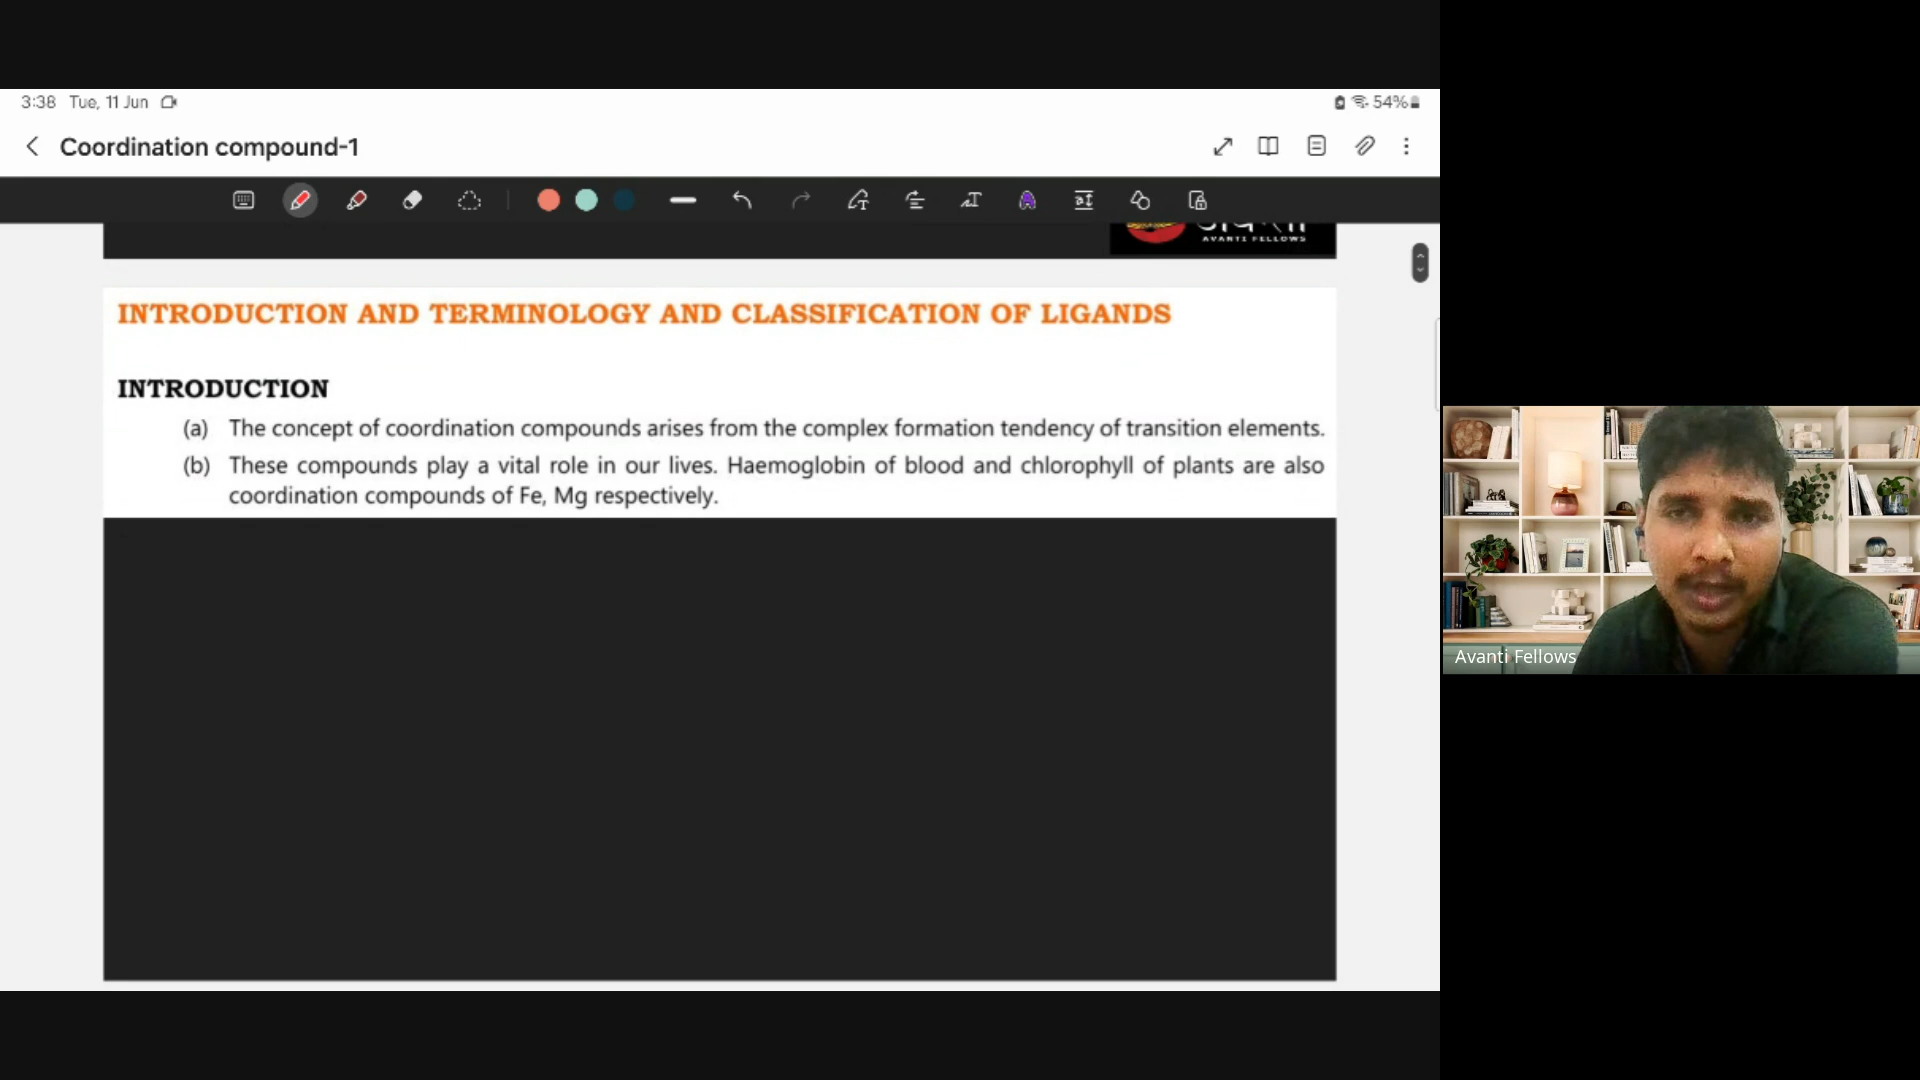 3:38 Tue, 11 Jun
54%
Coordination compound-1
AVANTI FELLOWS
INTRODUCTION AND TERMINOLOGY AND CLASSIFICATION OF LIGANDS
INTRODUCTION
(a) The concept of coordination compounds arises from the complex formation tendency of transition elements.
(b) These compounds play a vital role in our lives. Haemoglobin of blood and chlorophyll of plants are also
coordination compounds of Fe, Mg respectively.
Avanti Fellows